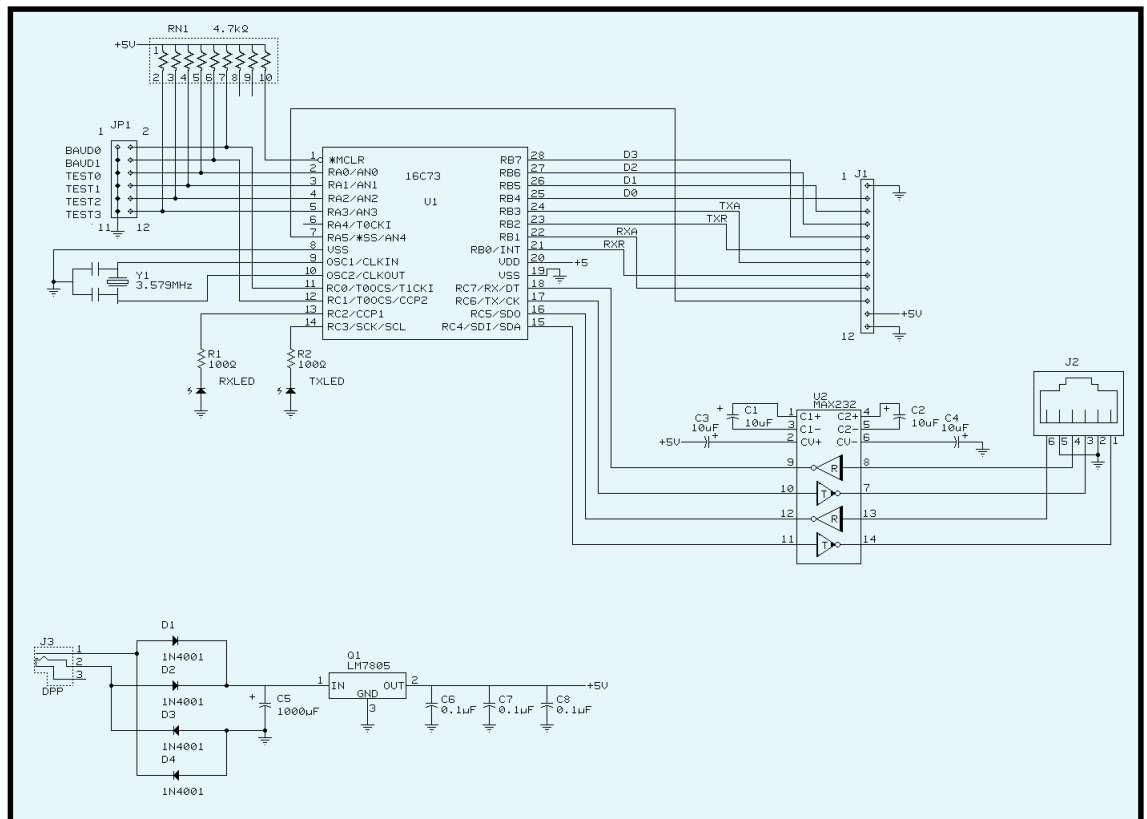 RN1 4.7kΩ
+5V
1
2 3 4 5 6 7 8 9 10
JP1
1 2
BAUD0
BAUD1
TEST0
TEST1
TEST2
TEST3
11 12
16C73
U1
1 *MCLR
2 RA0/AN0
3 RA1/AN1
4 RA2/AN2
5 RA3/AN3
6 RA4/T0CKI
7 RA5/*SS/AN4
8 VSS
9 OSC1/CLKIN
10 OSC2/CLKOUT
11 RC0/TOOCS/T1CKI
12 RC1/TOOCS/CCP2
13 RC2/CCP1
14 RC3/SCK/SCL
RB7 28
RB6 27
RB5 26
RB4 25
RB3 24
RB2 23
RB1 22
RB0/INT 21
VDD 20
VSS 19
RC7/RX/DT 18
RC6/TX/CK 17
RC5/SDO 16
RC4/SDI/SDA 15
D3
D2
D1
D0
TXA
TXR
RXA
RXR
+5
J1
1
+5V
12
Y1
3.579MHz
R1
100Ω
RXLED
R2
100Ω
TXLED
J2
6 5 4 3 2 1
U2
MAX232
C3
10uF
C1
10uF
C2
10uF
C4
10uF
+5V
1 C1+ C2+ 4
3 C1- C2- 5
2 CV+ CV- 6
9 R 8
10 T 7
12 R 13
11 T 14
J3
1
2
3
DPP
D1
1N4001
D2
1N4001
D3
1N4001
D4
1N4001
C5
1000µF
Q1
LM7805
1 IN OUT 2
GND
3
C6
0.1µF
C7
0.1µF
C8
0.1µF
+5V